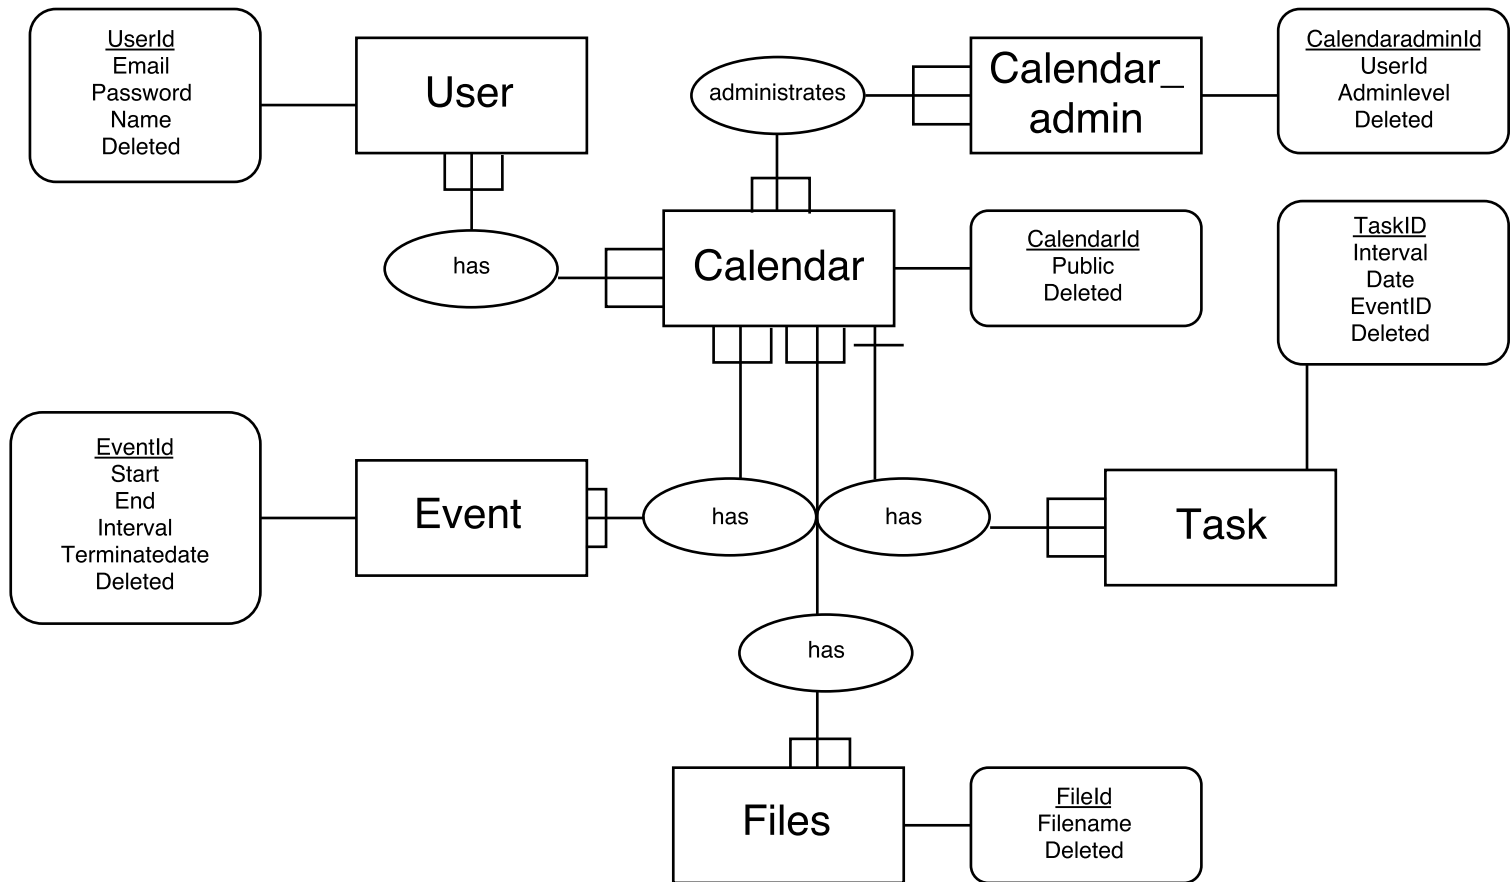 UserId
Email
Password
Name
Deleted
User
administrates
Calendar_
admin
CalendaradminId
UserId
Adminlevel
Deleted
has
Calendar
CalendarId
Public
Deleted
TaskID
Interval
Date
EventID
Deleted
EventId
Start
End
Interval
Terminatedate
Deleted
Event
has
has
Task
has
Files
FileId
Filename
Deleted